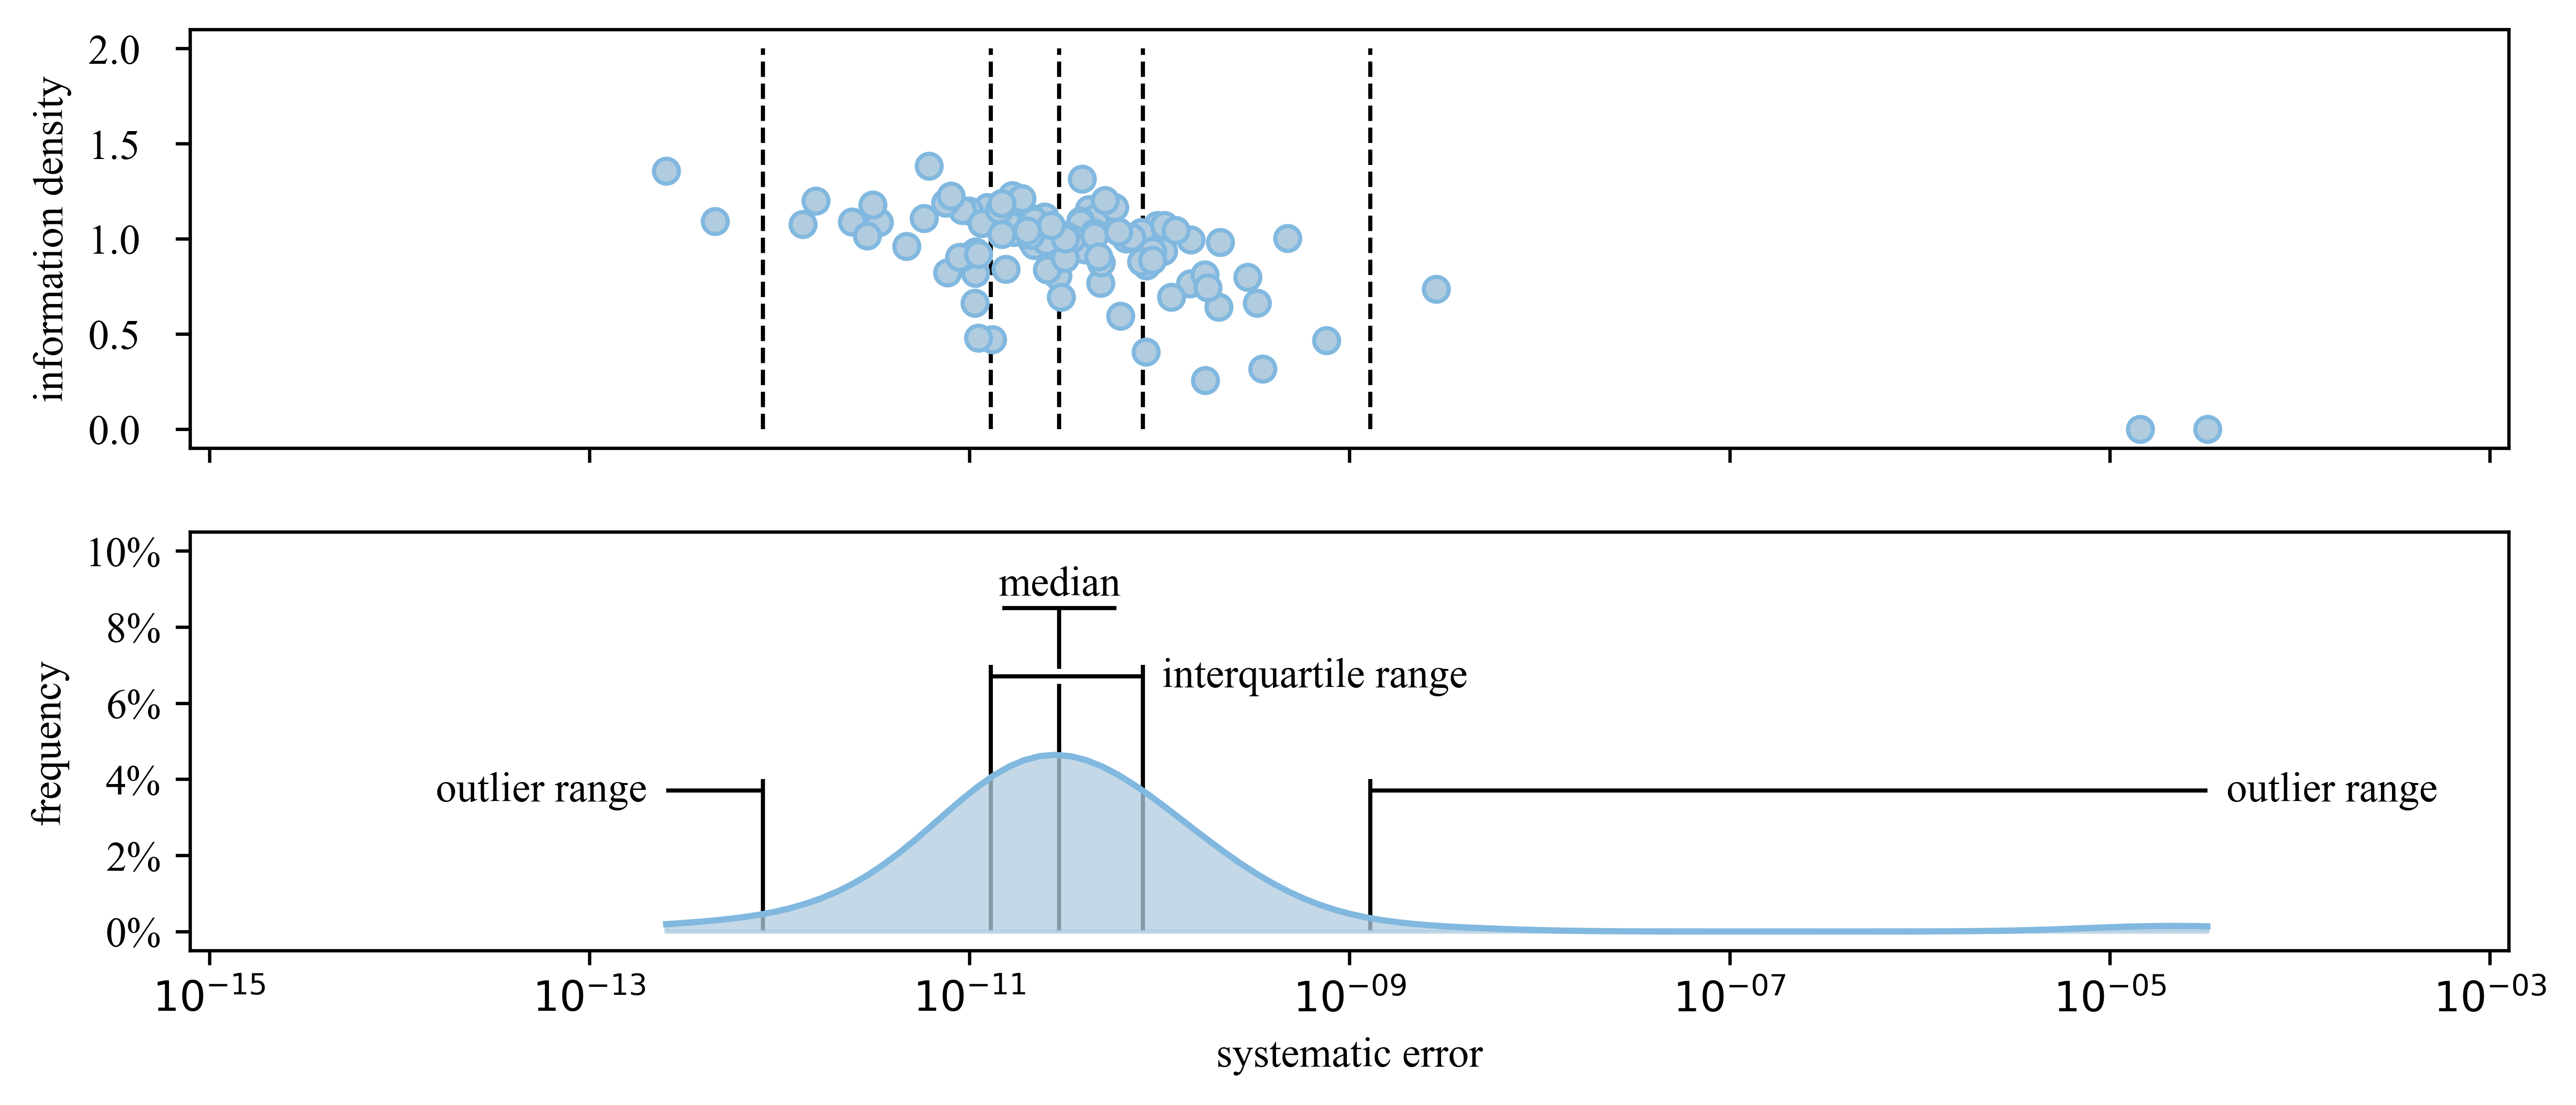 information density
2.0
1.5
1.0
0.5
0.0
frequency
10%
8%
6%
4%
2%
0%
median
interquartile range
outlier range
outlier range
10⁻¹⁵
10⁻¹³
10⁻¹¹
10⁻⁰⁹
10⁻⁰⁷
10⁻⁰⁵
10⁻⁰³
systematic error